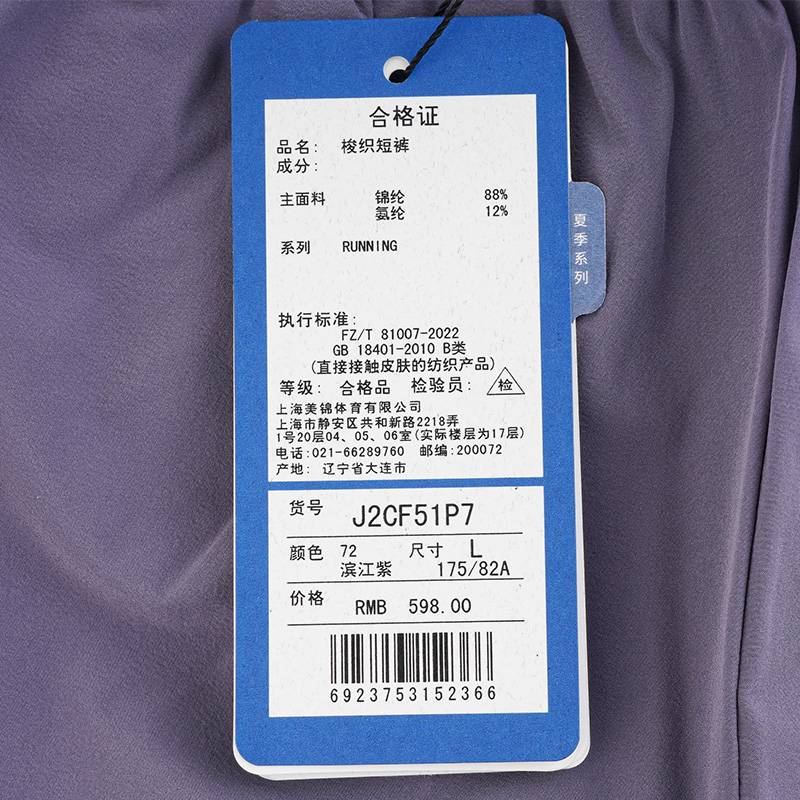 合格证
品名: 梭织短裤
成分:
主面料 锦纶 88%
氨纶 12%
系列 RUNNING
执行标准:
FZ/T 81007-2022
GB 18401-2010 B类
(直接接触皮肤的纺织产品)
等级: 合格品 检验员: 检
上海美锦体育有限公司
上海市静安区共和新路2218弄
1号20层04、05、06室(实际楼层为17层)
电话:021-66289760 邮编:200072
产地: 辽宁省大连市
货号 J2CF51P7
颜色 72 尺寸 L
滨江紫 175/82A
价格 RMB 598.00
6923753152366
夏季系列